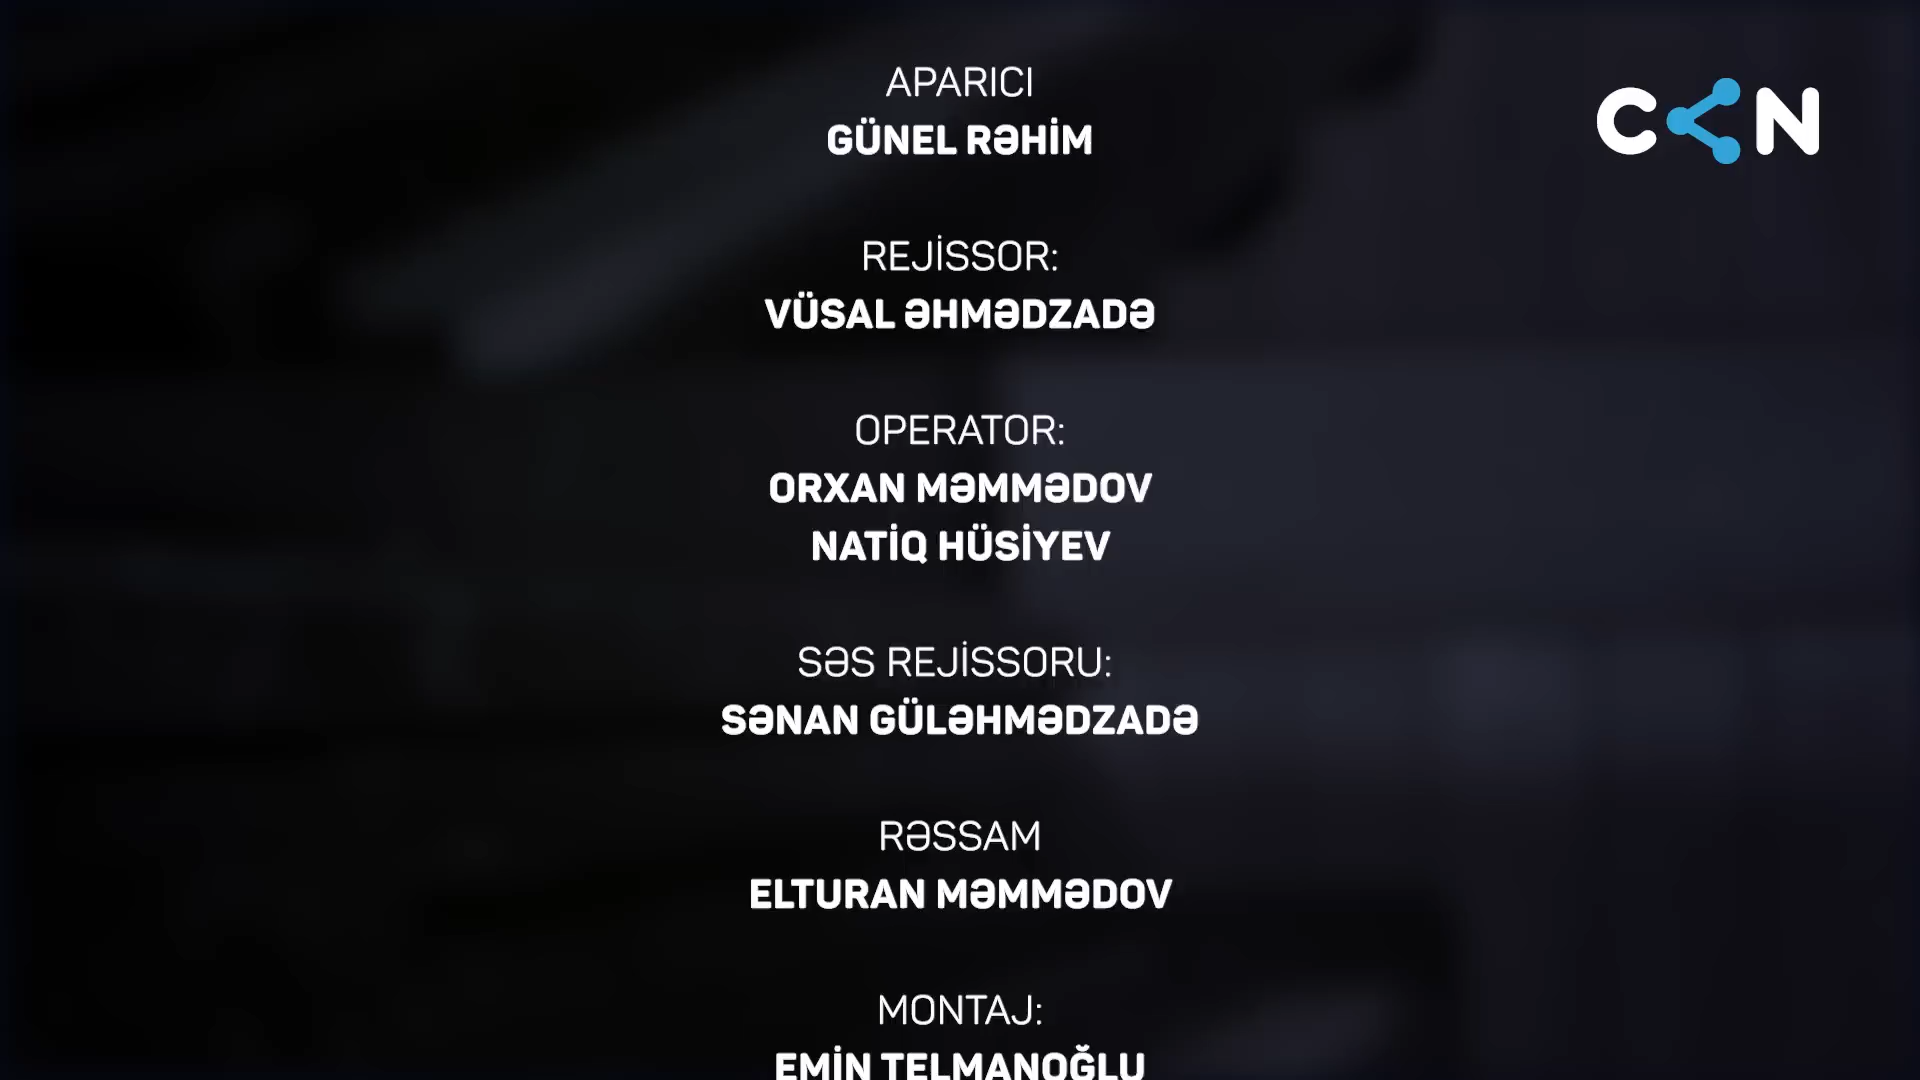 APARICI
GÜNEL RƏHİM
REJİSSOR:
VÜSAL ƏHMƏDZADƏ
OPERATOR:
ORXAN MƏMMƏDOV
NATİQ HÜSİYEV
SƏS REJİSSORU:
SƏNAN GÜLƏHMƏDZADƏ
RƏSSAM
ELTURAN MƏMMƏDOV
MONTAJ:
EMİN TELMANOĞLU
C<N